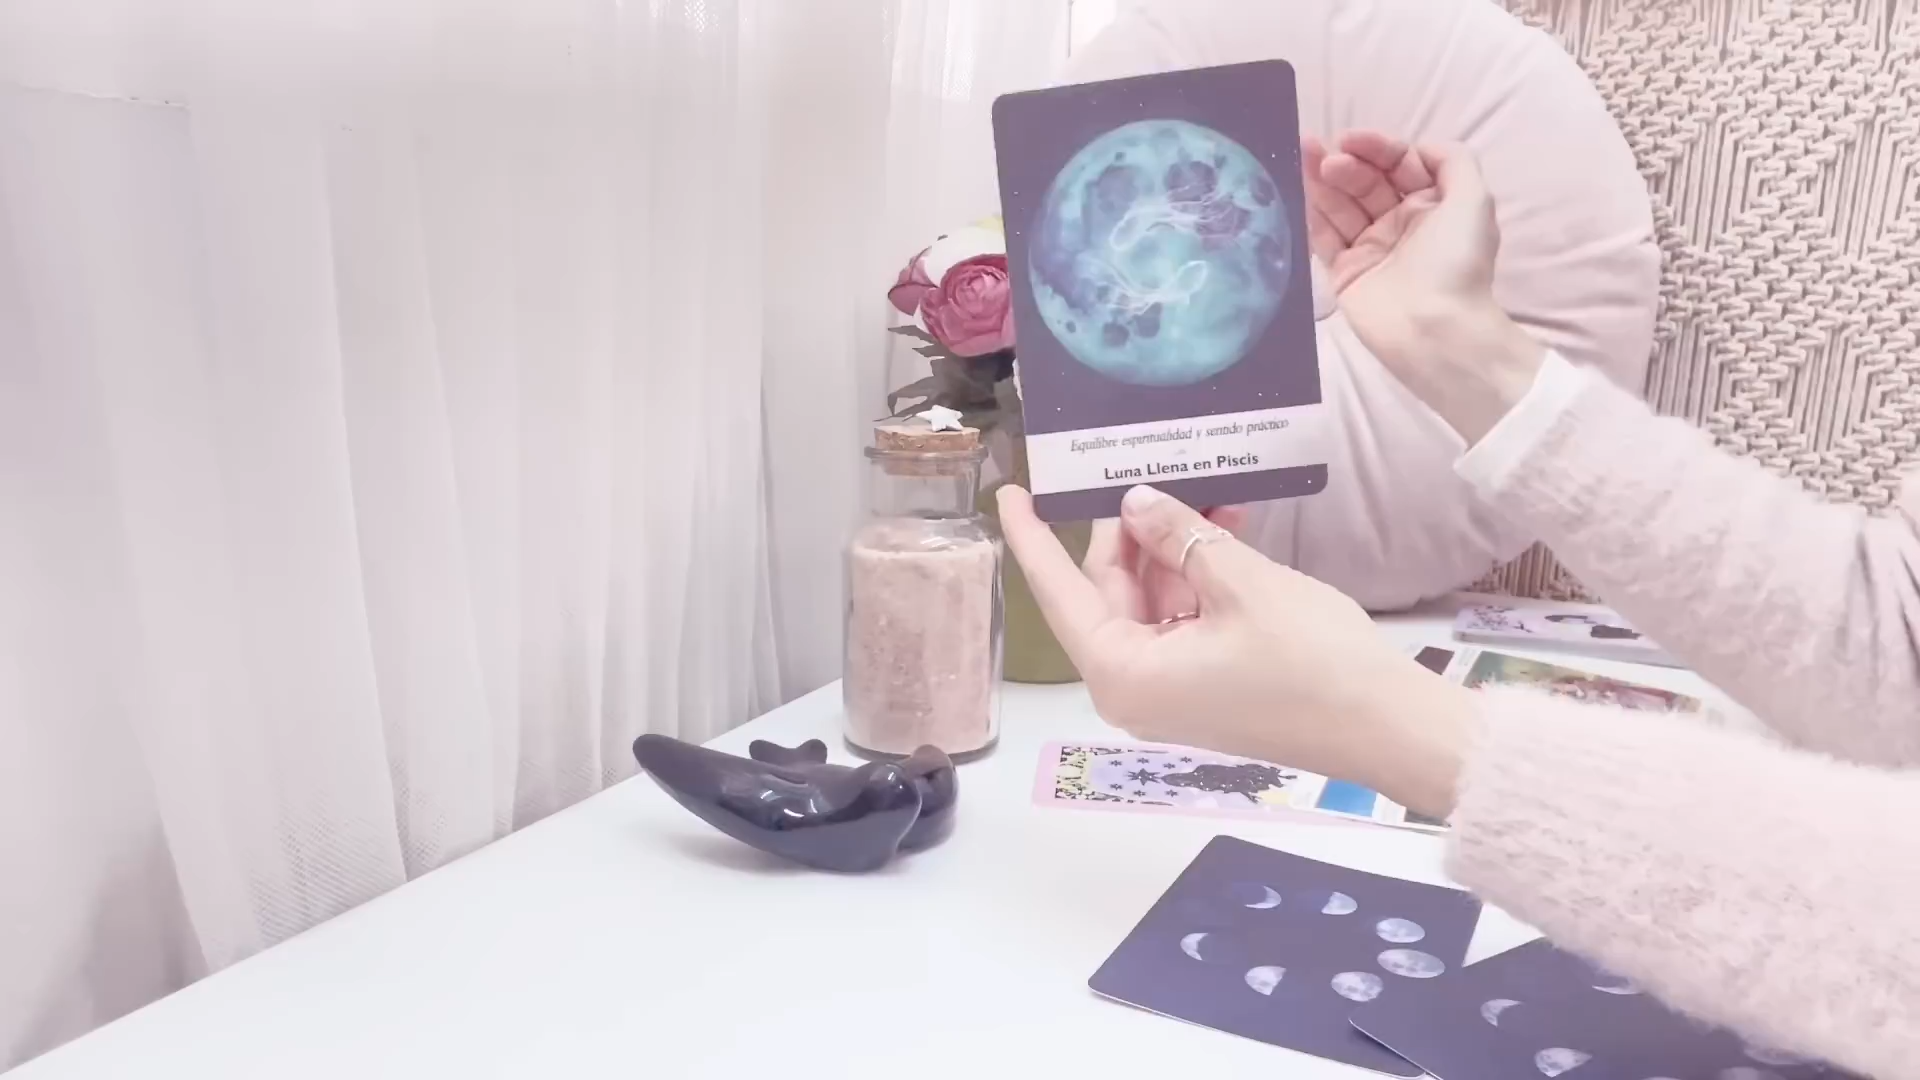 Equilibre espiritualidad y sentido práctico
Luna Llena en Piscis